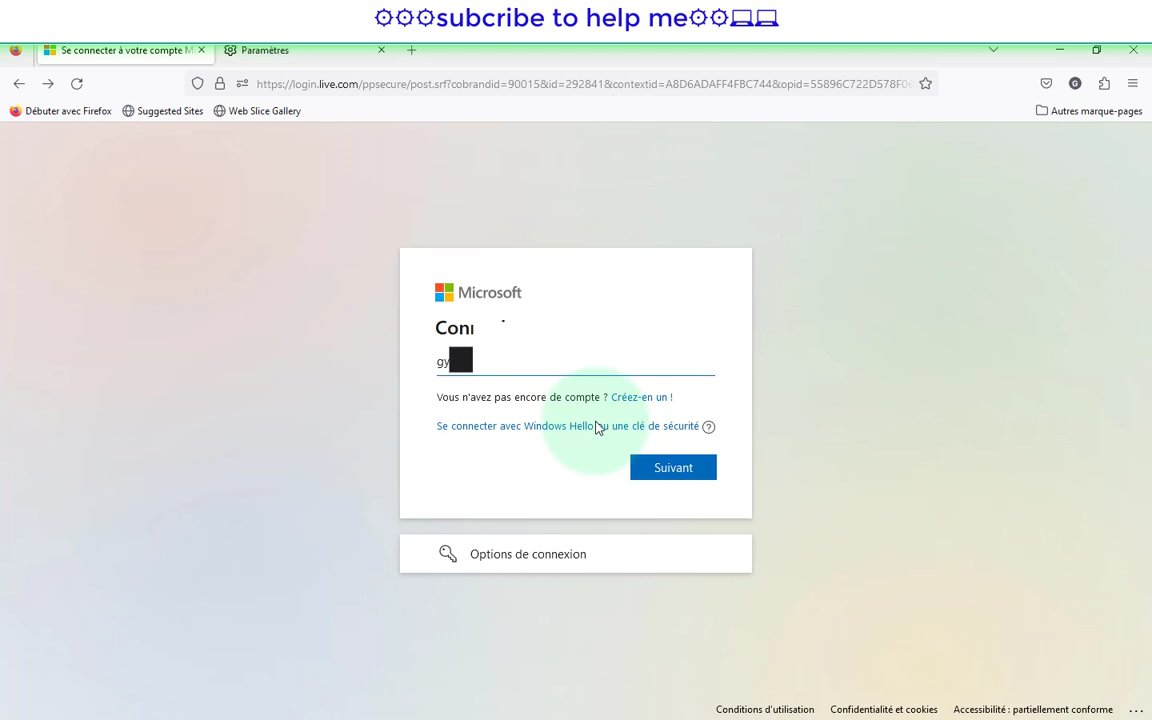 ⚙⚙⚙subcribe to help me⚙⚙💻💻
Se connecter à votre compte M
Paramètres
https://login.live.com/ppsecure/post.srf?cobrandid=90015&id=292841&contextid=A8D6ADAFF4FBC744&opid=55896C722D578F0
Débuter avec Firefox
Suggested Sites
Web Slice Gallery
Autres marque-pages
Microsoft
gy
Vous n'avez pas encore de compte ? Créez-en un !
Se connecter avec Windows Hello ou une clé de sécurité
Suivant
Options de connexion
Conditions d'utilisation
Confidentialité et cookies
Accessibilité : partiellement conforme
...